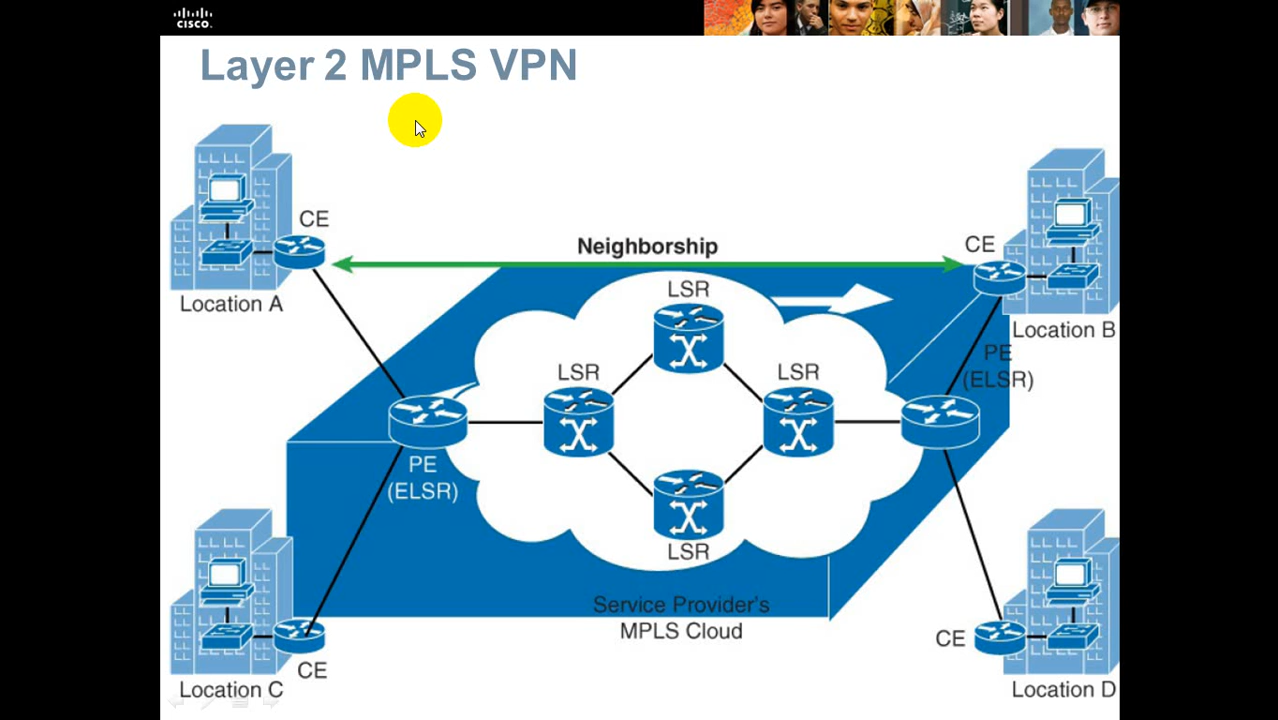 CISCO.
Layer 2 MPLS VPN
CE
Location A
Neighborship
CE
Location B
LSR
LSR
LSR
LSR
PE
(ELSR)
PE
(ELSR)
Service Provider's
MPLS Cloud
CE
Location C
CE
Location D